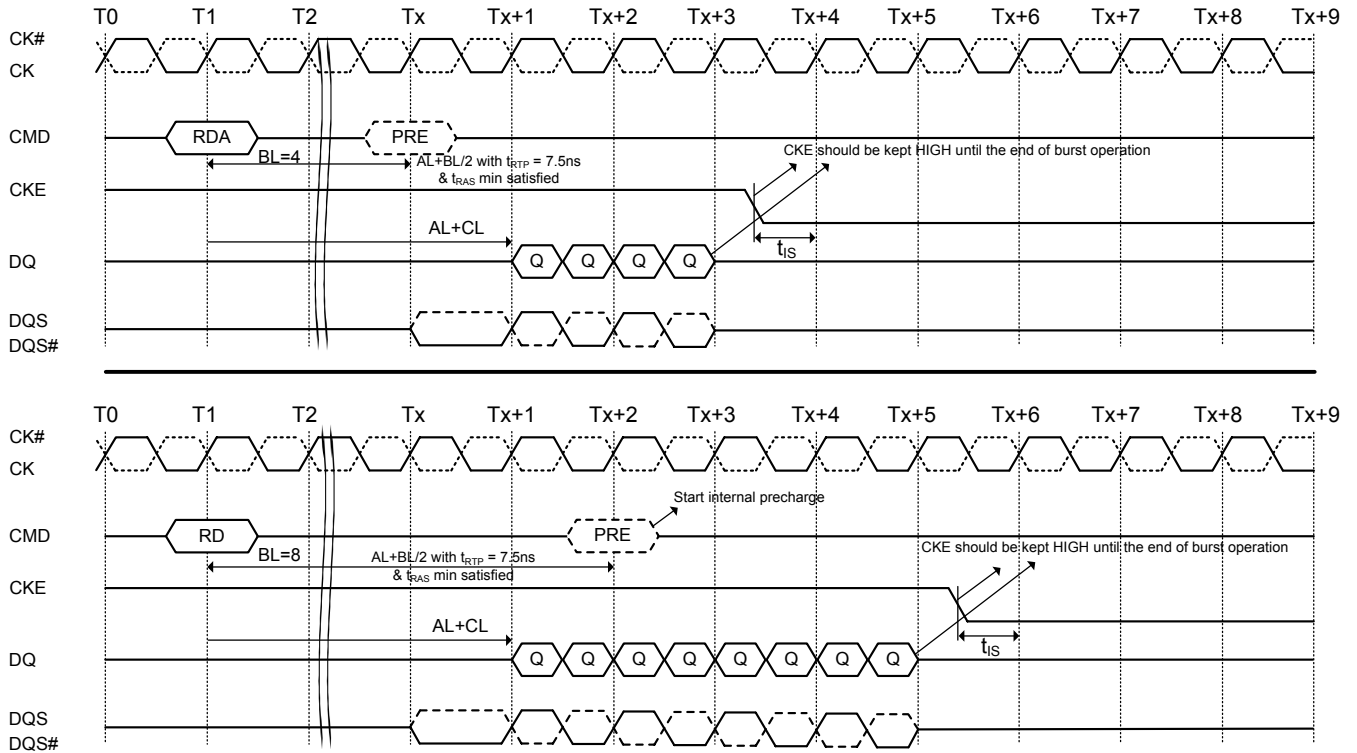 T0 T1 T2 Tx Tx+1 Tx+2 Tx+3 Tx+4 Tx+5 Tx+6 Tx+7 Tx+8 Tx+9
CK#
CK
CMD RDA PRE
BL=4 AL+BL/2 with tRTP = 7.5ns
& tRAS min satisfied
CKE should be kept HIGH until the end of burst operation
CKE
AL+CL
tIS
DQ Q Q Q Q
DQS
DQS#
T0 T1 T2 Tx Tx+1 Tx+2 Tx+3 Tx+4 Tx+5 Tx+6 Tx+7 Tx+8 Tx+9
CK#
CK
Start internal precharge
CMD RD PRE
BL=8 AL+BL/2 with tRTP = 7.5ns
& tRAS min satisfied
CKE should be kept HIGH until the end of burst operation
CKE
AL+CL
tIS
DQ Q Q Q Q Q Q Q Q
DQS
DQS#